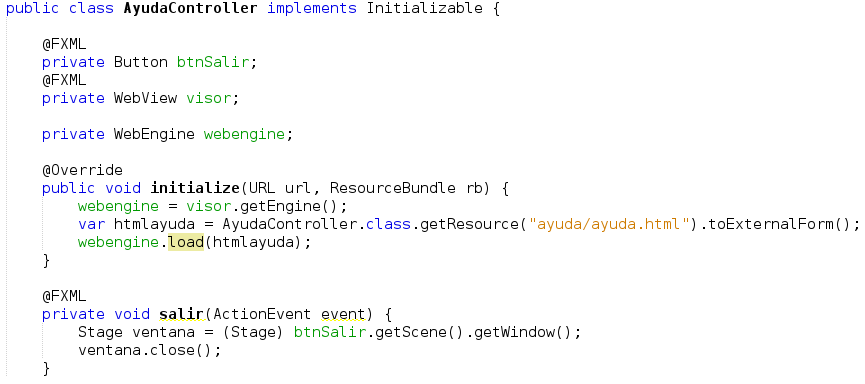 public class AyudaController implements Initializable {
@FXML
private Button btnSalir;
@FXML
private WebView visor;
private WebEngine webengine;
@Override
public void initialize(URL url, ResourceBundle rb) {
webengine = visor.getEngine();
var htmlayuda = AyudaController.class.getResource("ayuda/ayuda.html").toExternalForm();
webengine.load(htmlayuda);
}
@FXML
private void salir(ActionEvent event) {
Stage ventana = (Stage) btnSalir.getScene().getWindow();
ventana.close();
}